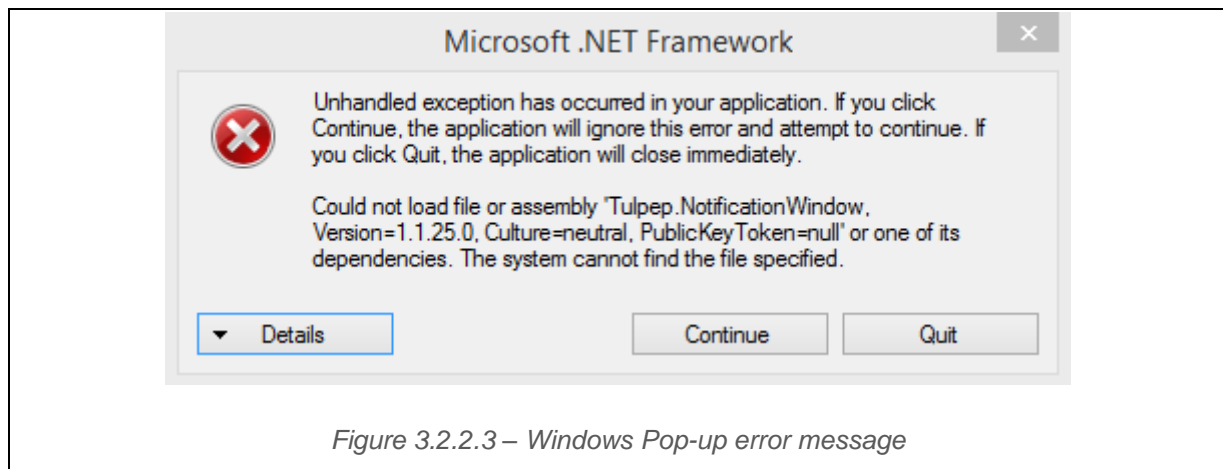 Microsoft .NET Framework
Unhandled exception has occurred in your application. If you click
Continue, the application will ignore this error and attempt to continue. If
you click Quit, the application will close immediately.
Could not load file or assembly 'Tulpep.NotificationWindow,
Version=1.1.25.0, Culture=neutral, PublicKeyToken=null' or one of its
dependencies. The system cannot find the file specified.
Details
Continue
Quit
Figure 3.2.2.3 – Windows Pop-up error message